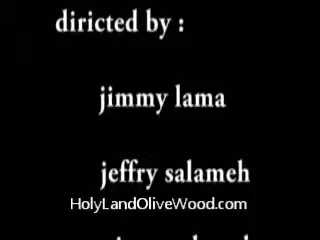 diricted by :
jimmy lama
jeffry salameh
HolyLandOliveWood.com